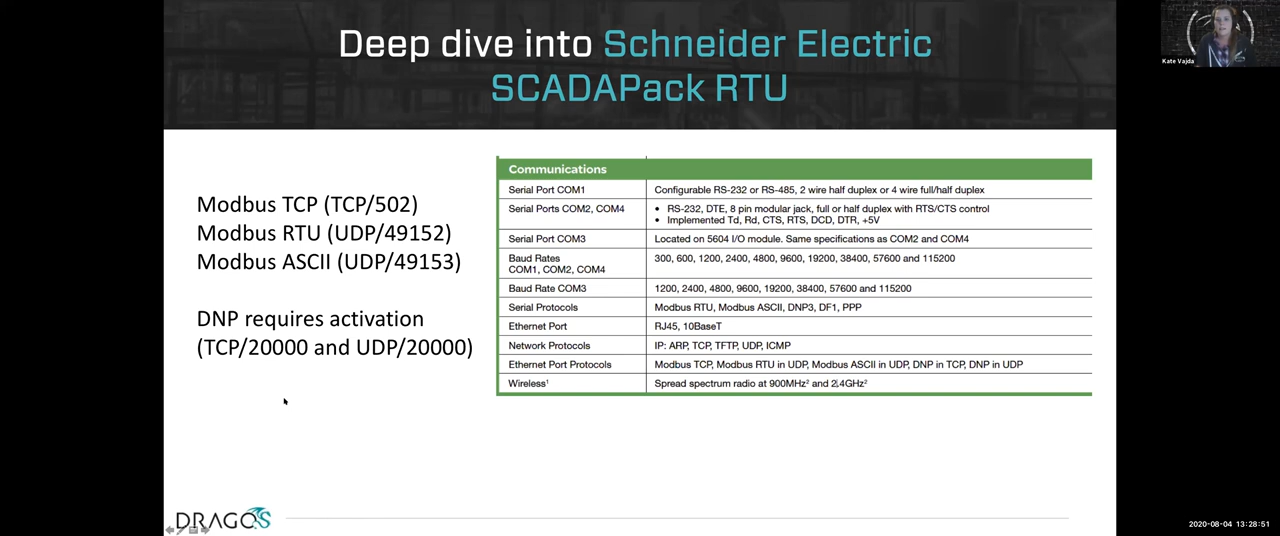 Deep dive into Schneider Electric
SCADAPack RTU
Kate Vajda
Modbus TCP (TCP/502)
Modbus RTU (UDP/49152)
Modbus ASCII (UDP/49153)
DNP requires activation
(TCP/20000 and UDP/20000)
Communications
Serial Port COM1 Configurable RS-232 or RS-485, 2 wire half duplex or 4 wire full/half duplex
Serial Ports COM2, COM4 • RS-232, DTE, 8 pin modular jack, full or half duplex with RTS/CTS control
• Implemented Td, Rd, CTS, RTS, DCD, DTR, +5V
Serial Port COM3 Located on 5604 I/O module. Same specifications as COM2 and COM4
Baud Rates 300, 600, 1200, 2400, 4800, 9600, 19200, 38400, 57600 and 115200
COM1, COM2, COM4
Baud Rate COM3 1200, 2400, 4800, 9600, 19200, 38400, 57600 and 115200
Serial Protocols Modbus RTU, Modbus ASCII, DNP3, DF1, PPP
Ethernet Port RJ45, 10BaseT
Network Protocols IP: ARP, TCP, TFTP, UDP, ICMP
Ethernet Port Protocols Modbus TCP, Modbus RTU in UDP, Modbus ASCII in UDP, DNP in TCP, DNP in UDP
Wireless¹ Spread spectrum radio at 900MHz² and 2.4GHz²
DRAGOS
2020-08-04 13:28:51